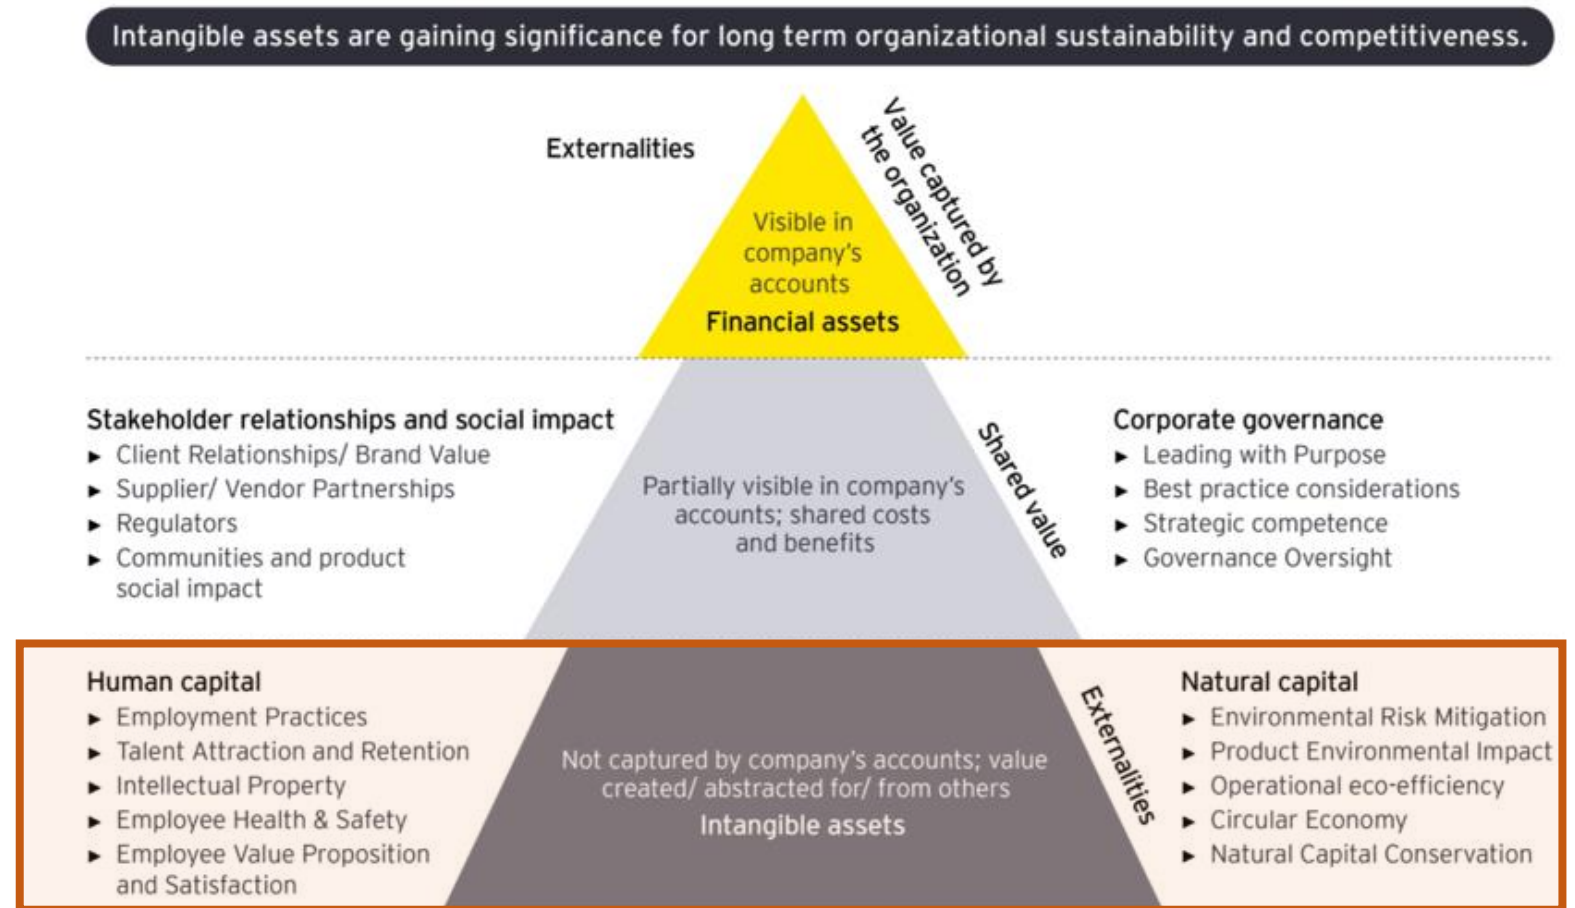 Intangible assets are gaining significance for long term organizational sustainability and competitiveness.
Externalities
Value captured by
the organization
Visible in
company's
accounts
Financial assets
Stakeholder relationships and social impact
► Client Relationships/ Brand Value
► Supplier/ Vendor Partnerships
► Regulators
► Communities and product
social impact
Partially visible in company's
accounts; shared costs
and benefits
Shared value
Corporate governance
► Leading with Purpose
► Best practice considerations
► Strategic competence
► Governance Oversight
Human capital
► Employment Practices
► Talent Attraction and Retention
► Intellectual Property
► Employee Health & Safety
► Employee Value Proposition
and Satisfaction
Not captured by company's accounts; value
created/ abstracted for/ from others
Intangible assets
Externalities
Natural capital
► Environmental Risk Mitigation
► Product Environmental Impact
► Operational eco-efficiency
► Circular Economy
► Natural Capital Conservation